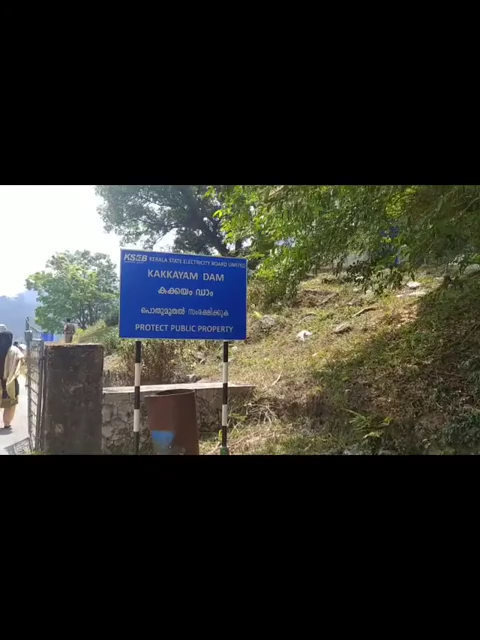 KSEB KERALA STATE ELECTRICITY BOARD LIMITED
KAKKAYAM DAM
കക്കയം ഡാം
പൊതുമുതൽ സംരക്ഷിക്കുക
PROTECT PUBLIC PROPERTY